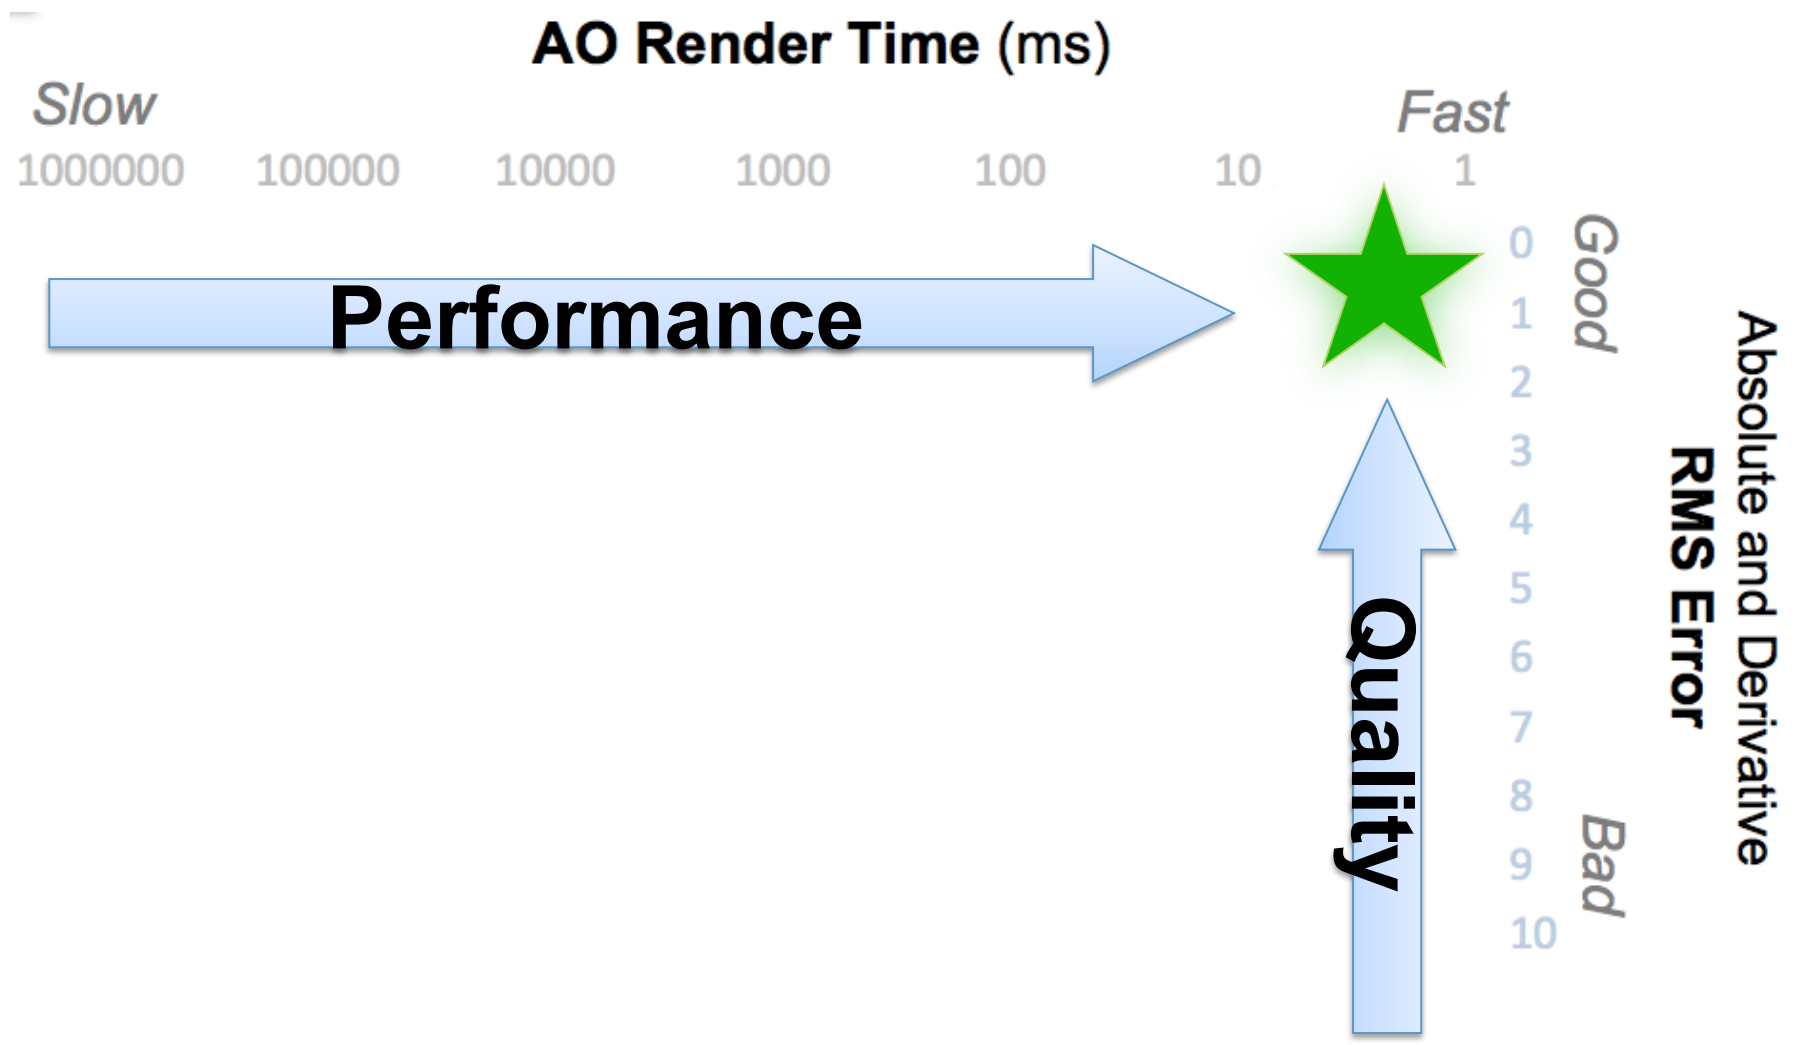 AO Render Time (ms)
Slow
Fast
1000000 100000 10000 1000 100 10 1
Performance
0
1
2
3
4
5
6
7
8
9
10
Good
Bad
Quality
Absolute and Derivative
RMS Error